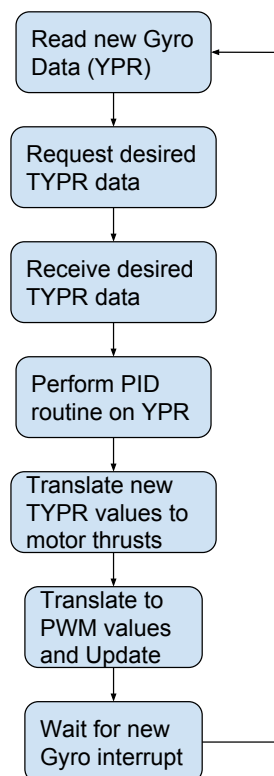 Read new Gyro
Data (YPR)
Request desired
TYPR data
Receive desired
TYPR data
Perform PID
routine on YPR
Translate new
TYPR values to
motor thrusts
Translate to
PWM values
and Update
Wait for new
Gyro interrupt